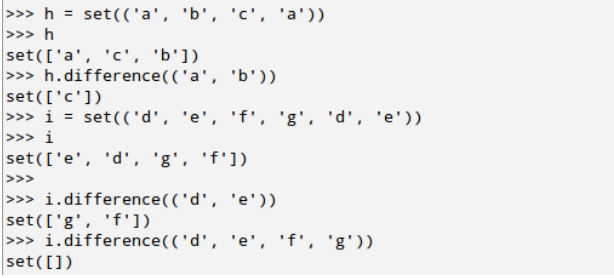 >>> h = set(('a', 'b', 'c', 'a'))
>>> h
set(['a', 'c', 'b'])
>>> h.difference(('a', 'b'))
set(['c'])
>>> i = set(('d', 'e', 'f', 'g', 'd', 'e'))
>>> i
set(['e', 'd', 'g', 'f'])
>>>
>>> i.difference(('d', 'e'))
set(['g', 'f'])
>>> i.difference(('d', 'e', 'f', 'g'))
set([])